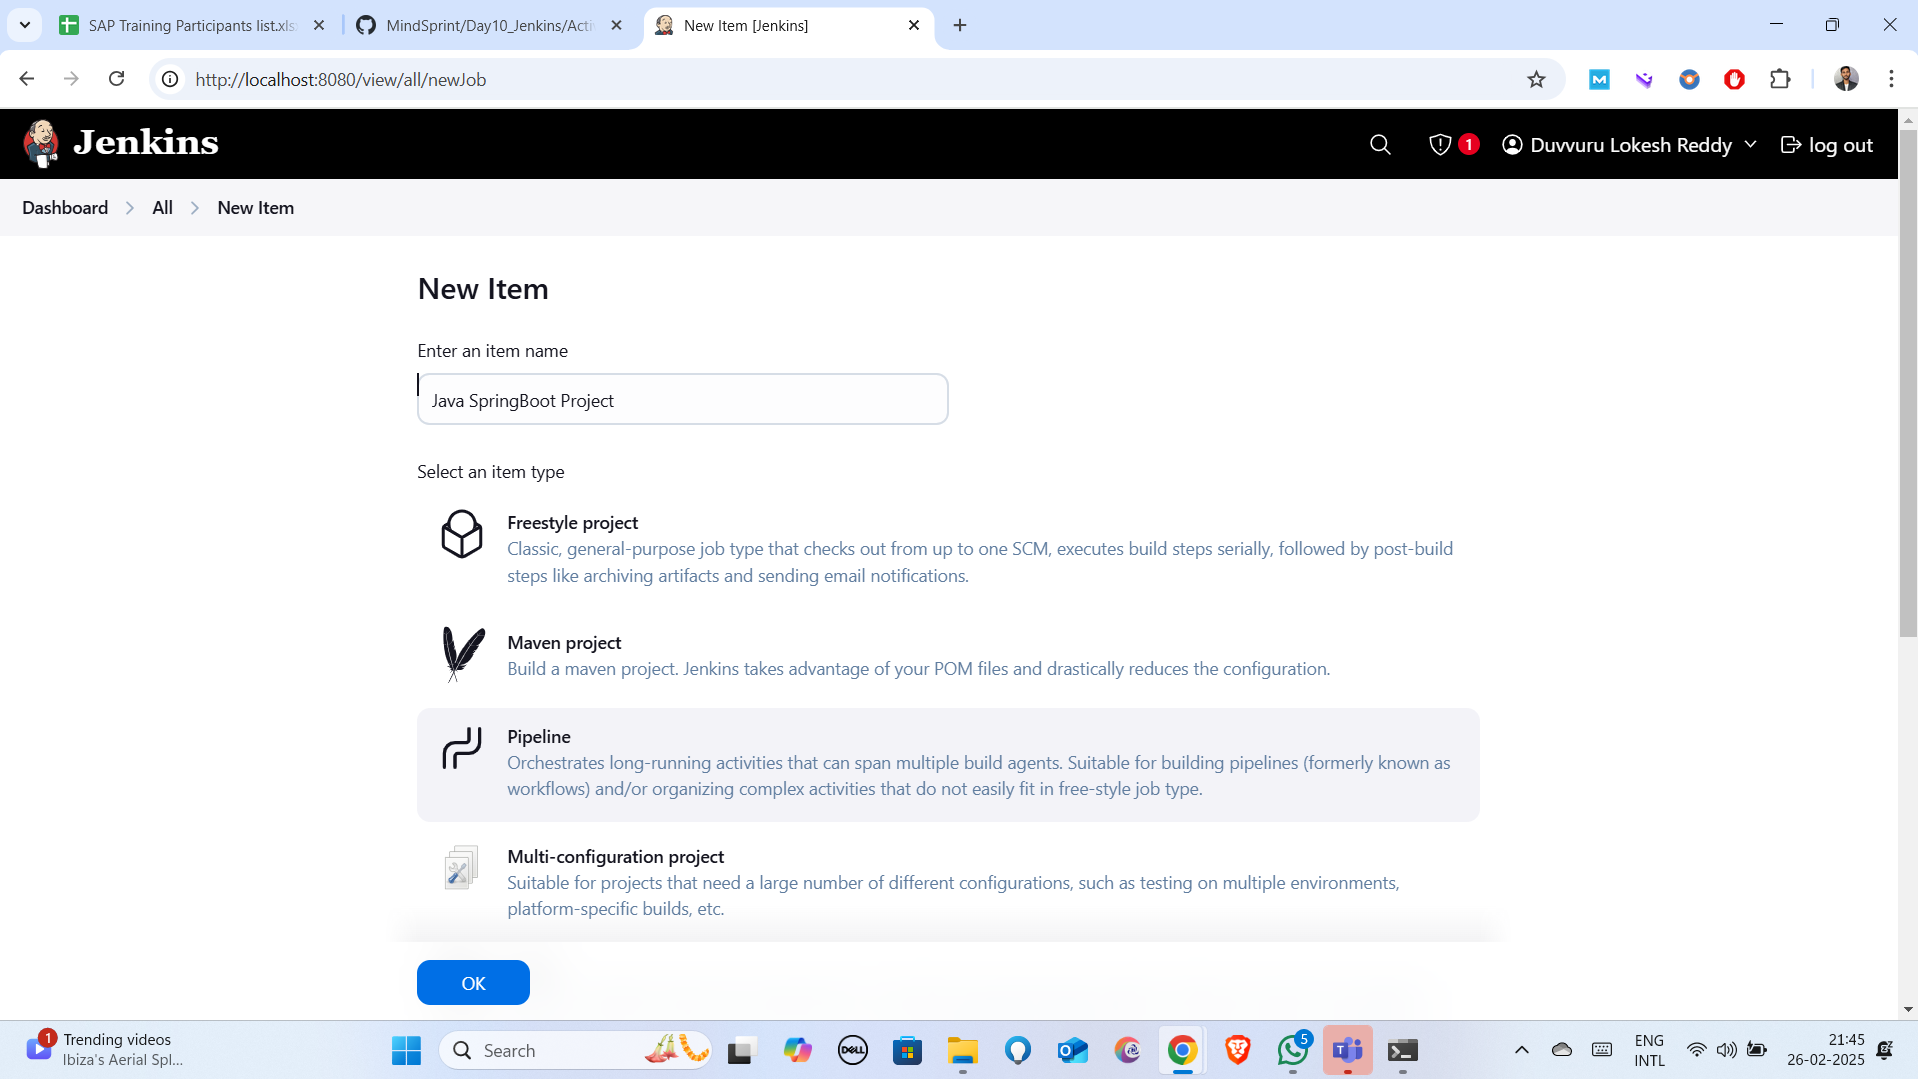 SAP Training Participants list.xls
MindSprint/Day10_Jenkins/Acti
New Item [Jenkins]
http://localhost:8080/view/all/newJob
Jenkins
1
Duvvuru Lokesh Reddy
log out
Dashboard
All
New Item
New Item
Enter an item name
Java SpringBoot Project
Select an item type
Freestyle project
Classic, general-purpose job type that checks out from up to one SCM, executes build steps serially, followed by post-build
steps like archiving artifacts and sending email notifications.
Maven project
Build a maven project. Jenkins takes advantage of your POM files and drastically reduces the configuration.
Pipeline
Orchestrates long-running activities that can span multiple build agents. Suitable for building pipelines (formerly known as
workflows) and/or organizing complex activities that do not easily fit in free-style job type.
Multi-configuration project
Suitable for projects that need a large number of different configurations, such as testing on multiple environments,
platform-specific builds, etc.
OK
1
Trending videos
Ibiza's Aerial Spl...
Search
DELL
5
ENG
INTL
21:45
26-02-2025